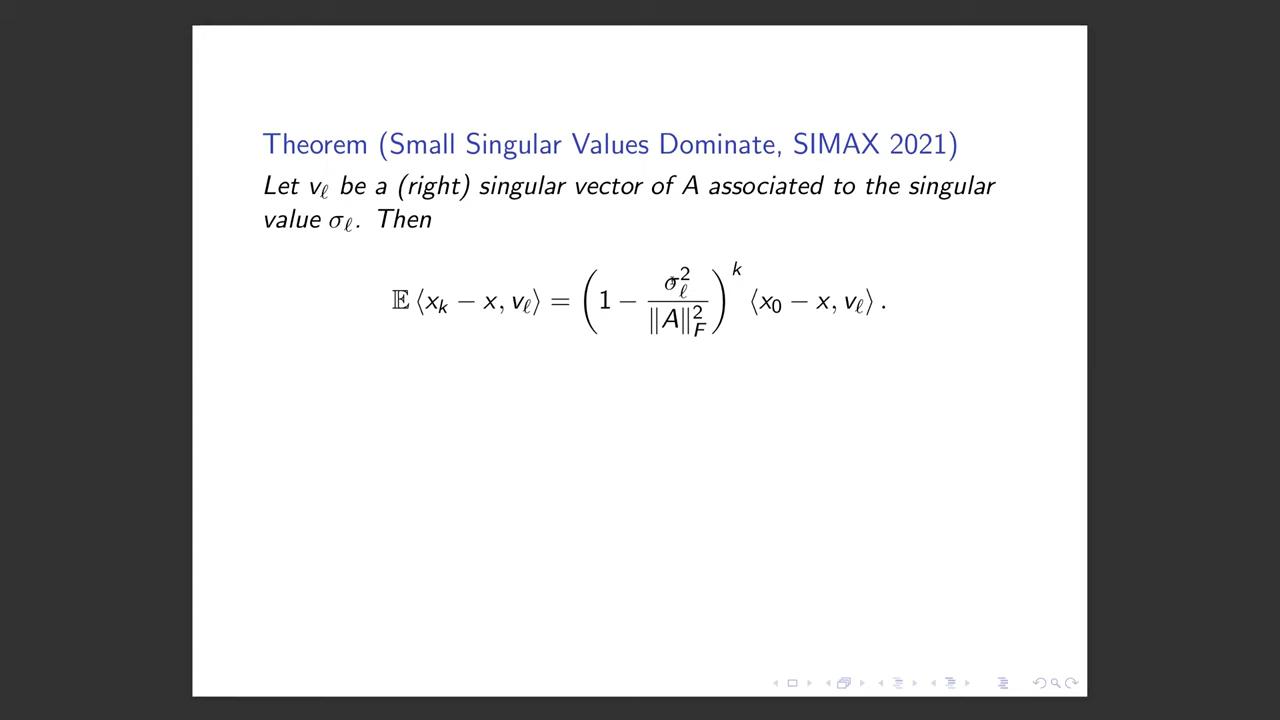 Theorem (Small Singular Values Dominate, SIMAX 2021)
Let v_ℓ be a (right) singular vector of A associated to the singular
value σ_ℓ. Then
𝔼 ⟨x_k − x, v_ℓ⟩ = (1 − σ_ℓ^2 / ‖A‖_F^2)^k ⟨x_0 − x, v_ℓ⟩ .